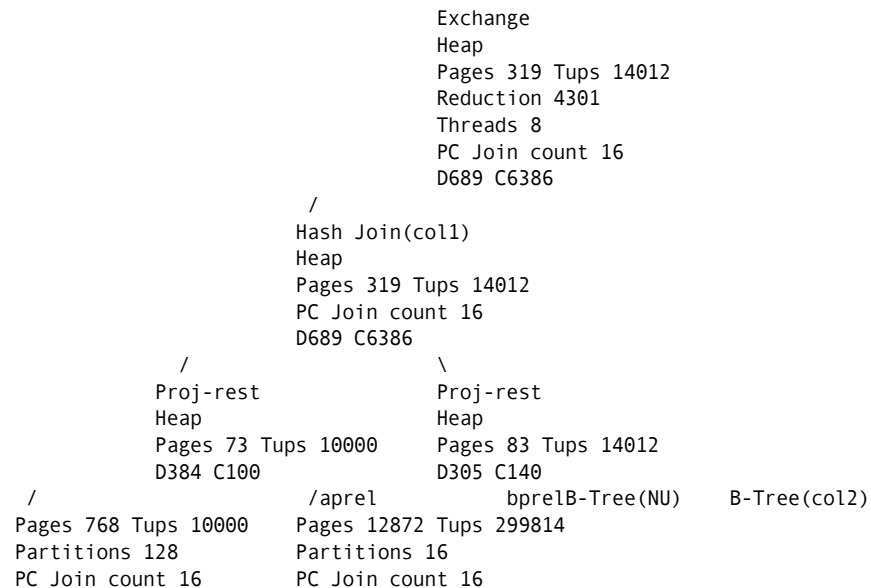 Exchange
Heap
Pages 319 Tups 14012
Reduction 4301
Threads 8
PC Join count 16
D689 C6386
/
Hash Join(col1)
Heap
Pages 319 Tups 14012
PC Join count 16
D689 C6386
/ \
Proj-rest Proj-rest
Heap Heap
Pages 73 Tups 10000 Pages 83 Tups 14012
D384 C100 D305 C140
/ /aprel bprelB-Tree(NU) B-Tree(col2)
Pages 768 Tups 10000 Pages 12872 Tups 299814
Partitions 128 Partitions 16
PC Join count 16 PC Join count 16